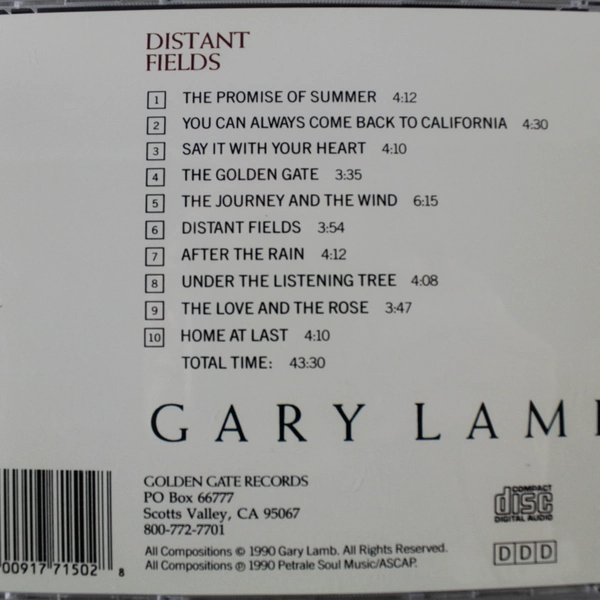 DISTANT
FIELDS
1 THE PROMISE OF SUMMER 4:12
2 YOU CAN ALWAYS COME BACK TO CALIFORNIA 4:30
3 SAY IT WITH YOUR HEART 4:10
4 THE GOLDEN GATE 3:35
5 THE JOURNEY AND THE WIND 6:15
6 DISTANT FIELDS 3:54
7 AFTER THE RAIN 4:12
8 UNDER THE LISTENING TREE 4:08
9 THE LOVE AND THE ROSE 3:47
10 HOME AT LAST 4:10
TOTAL TIME: 43:30
GARY LAM
GOLDEN GATE RECORDS
PO Box 66777
Scotts Valley, CA 95067
800-772-7701
All Compositions © 1990 Gary Lamb. All Rights Reserved.
All Compositions ℗ 1990 Petrale Soul Music/ASCAP.
00917 71502 8
COMPACT
disc
DIGITAL AUDIO
DDD